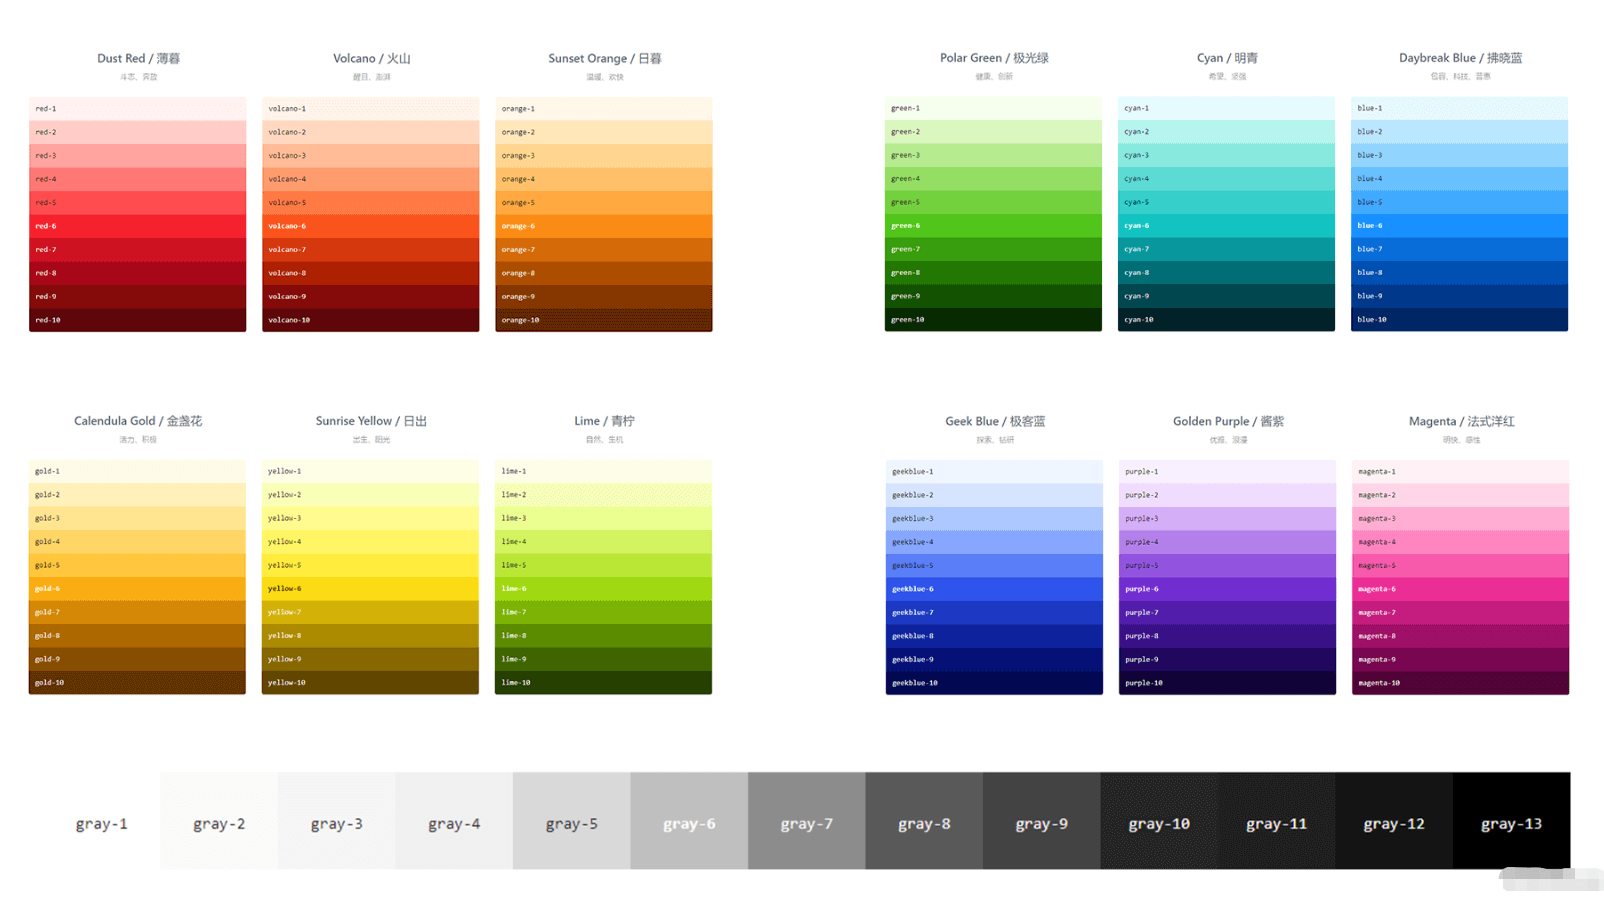 Dust Red / 薄暮
斗志、奔放
red-1
red-2
red-3
red-4
red-5
red-6
red-7
red-8
red-9
red-10
Volcano / 火山
醒目、澎湃
volcano-1
volcano-2
volcano-3
volcano-4
volcano-5
volcano-6
volcano-7
volcano-8
volcano-9
volcano-10
Sunset Orange / 日暮
温暖、欢快
orange-1
orange-2
orange-3
orange-4
orange-5
orange-6
orange-7
orange-8
orange-9
orange-10
Polar Green / 极光绿
健康、创新
green-1
green-2
green-3
green-4
green-5
green-6
green-7
green-8
green-9
green-10
Cyan / 明青
希望、坚强
cyan-1
cyan-2
cyan-3
cyan-4
cyan-5
cyan-6
cyan-7
cyan-8
cyan-9
cyan-10
Daybreak Blue / 拂晓蓝
包容、科技、普惠
blue-1
blue-2
blue-3
blue-4
blue-5
blue-6
blue-7
blue-8
blue-9
blue-10
Calendula Gold / 金盏花
活力、积极
gold-1
gold-2
gold-3
gold-4
gold-5
gold-6
gold-7
gold-8
gold-9
gold-10
Sunrise Yellow / 日出
出生、阳光
yellow-1
yellow-2
yellow-3
yellow-4
yellow-5
yellow-6
yellow-7
yellow-8
yellow-9
yellow-10
Lime / 青柠
自然、生机
lime-1
lime-2
lime-3
lime-4
lime-5
lime-6
lime-7
lime-8
lime-9
lime-10
Geek Blue / 极客蓝
探索、钻研
geekblue-1
geekblue-2
geekblue-3
geekblue-4
geekblue-5
geekblue-6
geekblue-7
geekblue-8
geekblue-9
geekblue-10
Golden Purple / 酱紫
优雅、浪漫
purple-1
purple-2
purple-3
purple-4
purple-5
purple-6
purple-7
purple-8
purple-9
purple-10
Magenta / 法式洋红
明快、感性
magenta-1
magenta-2
magenta-3
magenta-4
magenta-5
magenta-6
magenta-7
magenta-8
magenta-9
magenta-10
gray-1 gray-2 gray-3 gray-4 gray-5 gray-6 gray-7 gray-8 gray-9 gray-10 gray-11 gray-12 gray-13